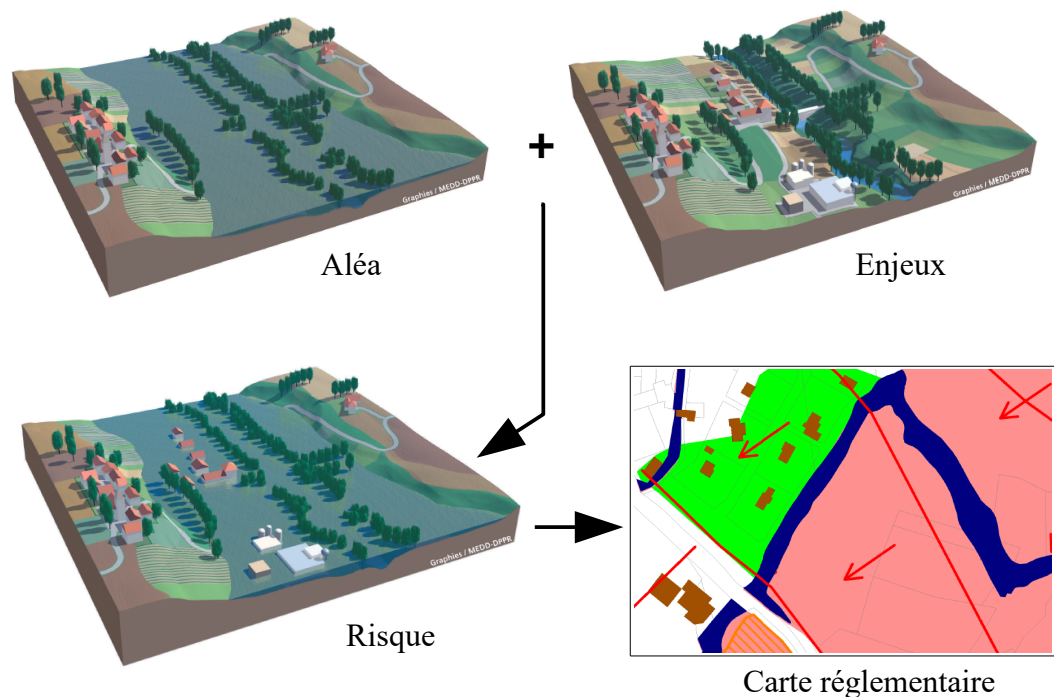 Graphies / MEDD-DPPR
Aléa
+
Graphies / MEDD-DPPR
Enjeux
Graphies / MEDD-DPPR
Risque
Carte réglementaire